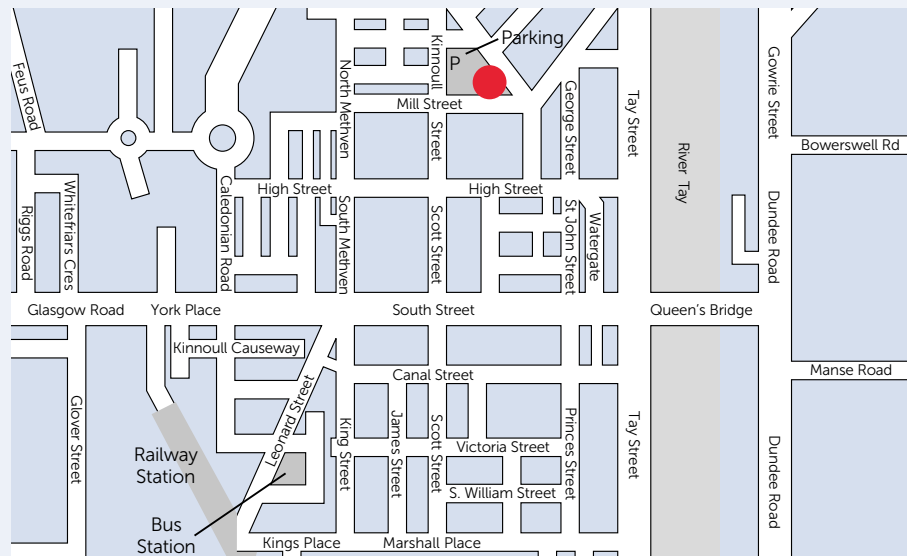 Parking
P
Kinnoull
Street
Feus Road
North Methven
Mill Street
George Street
Tay Street
River Tay
Gowrie Street
Bowerswell Rd
High Street
High Street
Riggs Road
Whitefriars Cres
Caledonian Road
South Methven
Scott Street
St John Street
Watergate
Dundee Road
Glasgow Road
York Place
South Street
Queen's Bridge
Kinnoull Causeway
Canal Street
Manse Road
Glover Street
Leonard Street
King Street
James Street
Scott Street
Victoria Street
Princes Street
Tay Street
Dundee Road
Railway
Station
S. William Street
Bus
Station
Kings Place
Marshall Place